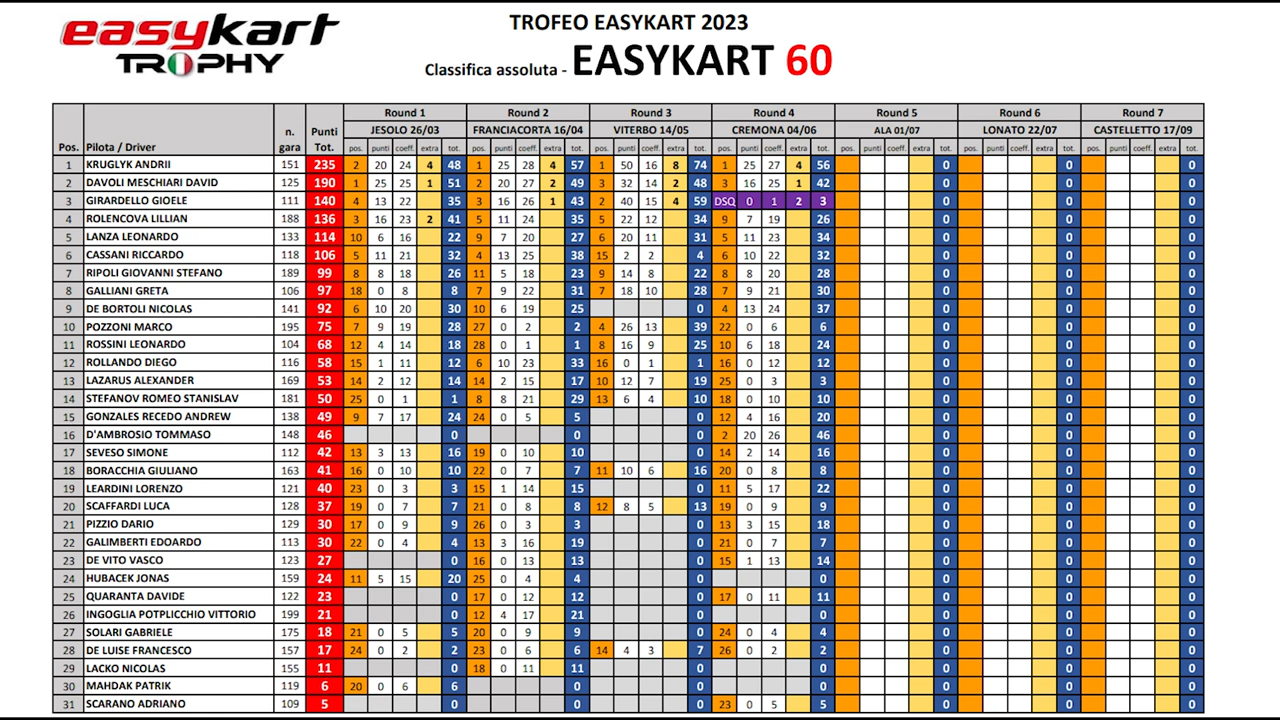 easykart
TROPHY
TROFEO EASYKART 2023
Classifica assoluta - EASYKART 60
Round 1 Round 2 Round 3 Round 4 Round 5 Round 6 Round 7
n. Punti JESOLO 26/03 FRANCIACORTA 16/04 VITERBO 14/05 CREMONA 04/06 ALA 01/07 LONATO 22/07 CASTELLETTO 17/09
Pos. Pilota / Driver gara Tot. pos. punti coeff. extra tot. pos. punti coeff. extra tot. pos. punti coeff. extra tot. pos. punti coeff. extra tot. pos. punti coeff. extra tot. pos. punti coeff. extra tot. pos. punti coeff. extra tot.
1 KRUGLYK ANDRII 151 235 2 20 24 4 48 1 25 28 4 57 1 50 16 8 74 1 25 27 4 56 0 0 0
2 DAVOLI MESCHIARI DAVID 125 190 1 25 25 1 51 2 20 27 2 49 3 32 14 2 48 3 16 25 1 42 0 0 0
3 GIRARDELLO GIOELE 111 140 4 13 22 35 3 16 26 1 43 2 40 15 4 59 DSQ 0 1 2 3 0 0 0
4 ROLENCOVA LILLIAN 188 136 3 16 23 2 41 5 11 24 35 5 22 12 34 9 7 19 26 0 0 0
5 LANZA LEONARDO 133 114 10 6 16 22 9 7 20 27 6 20 11 31 5 11 23 34 0 0 0
6 CASSANI RICCARDO 118 106 5 11 21 32 4 13 25 38 15 2 2 4 6 10 22 32 0 0 0
7 RIPOLI GIOVANNI STEFANO 189 99 8 8 18 26 11 5 18 23 9 14 8 22 8 8 20 28 0 0 0
8 GALLIANI GRETA 106 97 18 0 8 8 7 9 22 31 7 18 10 28 7 9 21 30 0 0 0
9 DE BORTOLI NICOLAS 141 92 6 10 20 30 10 6 19 25 0 4 13 24 37 0 0 0
10 POZZONI MARCO 195 75 7 9 19 28 27 0 2 2 4 26 13 39 22 0 6 6 0 0 0
11 ROSSINI LEONARDO 104 68 12 4 14 18 28 0 1 1 8 16 9 25 10 6 18 24 0 0 0
12 ROLLANDO DIEGO 116 58 15 1 11 12 6 10 23 33 16 0 1 1 16 0 12 12 0 0 0
13 LAZARUS ALEXANDER 169 53 14 2 12 14 14 2 15 17 10 12 7 19 25 0 3 3 0 0 0
14 STEFANOV ROMEO STANISLAV 181 50 25 0 1 1 8 8 21 29 13 6 4 10 18 0 10 10 0 0 0
15 GONZALES RECEDO ANDREW 138 49 9 7 17 24 24 0 5 5 0 12 4 16 20 0 0 0
16 D'AMBROSIO TOMMASO 148 46 0 0 0 2 20 26 46 0 0 0
17 SEVESO SIMONE 112 42 13 3 13 16 19 0 10 10 0 14 2 14 16 0 0 0
18 BORACCHIA GIULIANO 163 41 16 0 10 10 22 0 7 7 11 10 6 16 20 0 8 8 0 0 0
19 LEARDINI LORENZO 121 40 23 0 3 3 15 1 14 15 0 11 5 17 22 0 0 0
20 SCAFFARDI LUCA 128 37 19 0 7 7 21 0 8 8 12 8 5 13 19 0 9 9 0 0 0
21 PIZZIO DARIO 129 30 17 0 9 9 26 0 3 3 0 13 3 15 18 0 0 0
22 GALIMBERTI EDOARDO 113 30 22 0 4 4 13 3 16 19 0 21 0 7 7 0 0 0
23 DE VITO VASCO 123 27 0 16 0 13 13 0 15 1 13 14 0 0 0
24 HUBACEK JONAS 159 24 11 5 15 20 25 0 4 4 0 0 0 0 0
25 QUARANTA DAVIDE 122 23 0 17 0 12 12 0 17 0 11 11 0 0 0
26 INGOGLIA POTPLICCHIO VITTORIO 199 21 0 12 4 17 21 0 0 0 0 0
27 SOLARI GABRIELE 175 18 21 0 5 5 20 0 9 9 0 24 0 4 4 0 0 0
28 DE LUISE FRANCESCO 157 17 24 0 2 2 23 0 6 6 14 4 3 7 26 0 2 2 0 0 0
29 LACKO NICOLAS 155 11 0 18 0 11 11 0 0 0 0 0
30 MAHDAK PATRIK 119 6 20 0 6 6 0 0 0 0 0 0
31 SCARANO ADRIANO 109 5 0 0 0 23 0 5 5 0 0 0